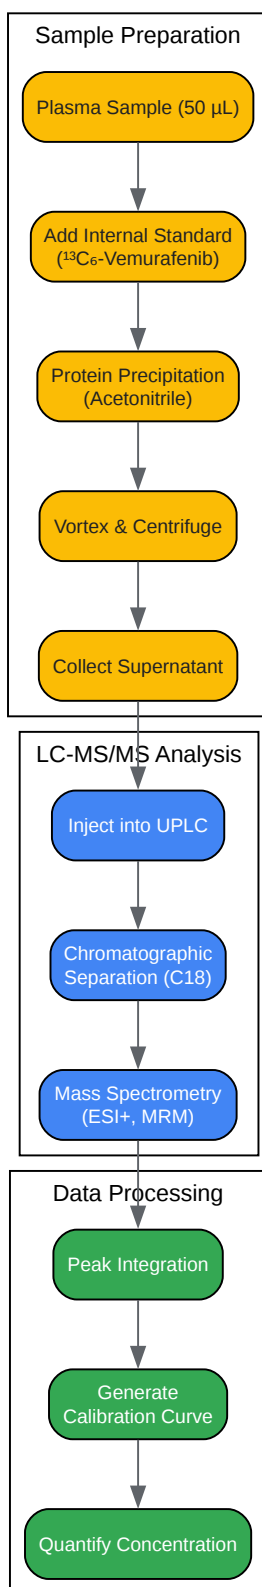 Sample Preparation
Plasma Sample (50 µL)
Add Internal Standard
(¹³C₆-Vemurafenib)
Protein Precipitation
(Acetonitrile)
Vortex & Centrifuge
Collect Supernatant
LC-MS/MS Analysis
Inject into UPLC
Chromatographic
Separation (C18)
Mass Spectrometry
(ESI+, MRM)
Data Processing
Peak Integration
Generate
Calibration Curve
Quantify Concentration